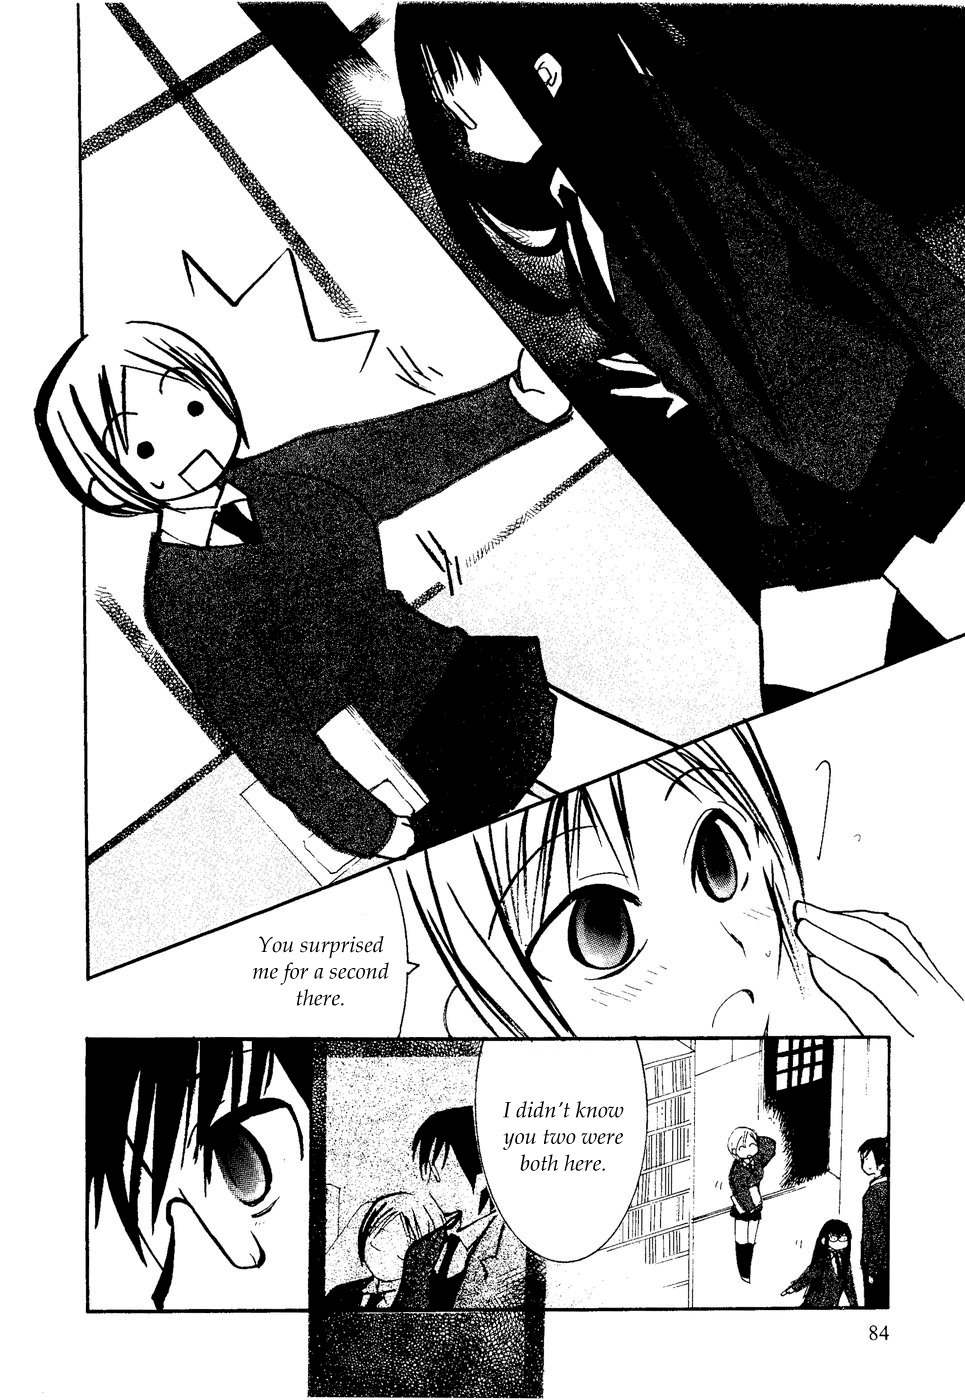 You surprised
me for a second
there.
I didn't know
you two were
both here.
84